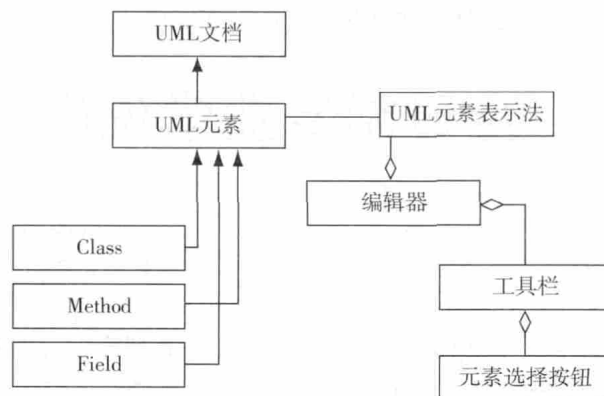 UML文档
UML元素
UML元素表示法
编辑器
Class
工具栏
Method
Field
元素选择按钮